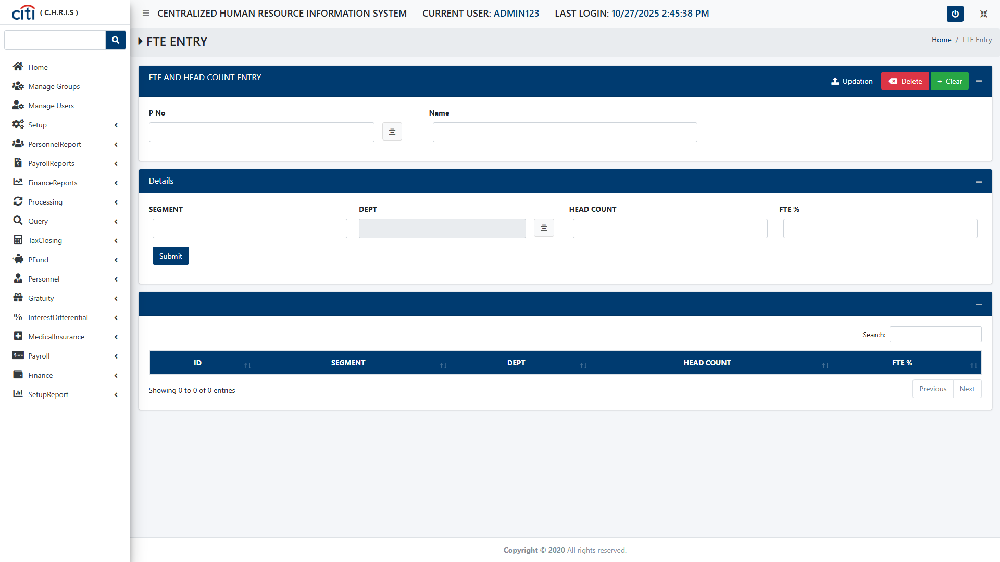 citi ( C.H.R.I.S )
CENTRALIZED HUMAN RESOURCE INFORMATION SYSTEM CURRENT USER: ADMIN123 LAST LOGIN: 10/27/2025 2:45:38 PM
FTE ENTRY
Home / FTE Entry
Home
Manage Groups
Manage Users
Setup
PersonnelReport
PayrollReports
FinanceReports
Processing
Query
TaxClosing
PFund
Personnel
Gratuity
InterestDifferential
MedicalInsurance
Payroll
Finance
SetupReport
FTE AND HEAD COUNT ENTRY
Updation Delete + Clear
P No Name
Details
SEGMENT DEPT HEAD COUNT FTE %
Submit
Search:
ID SEGMENT DEPT HEAD COUNT FTE %
Showing 0 to 0 of 0 entries
Previous Next
Copyright © 2020 All rights reserved.